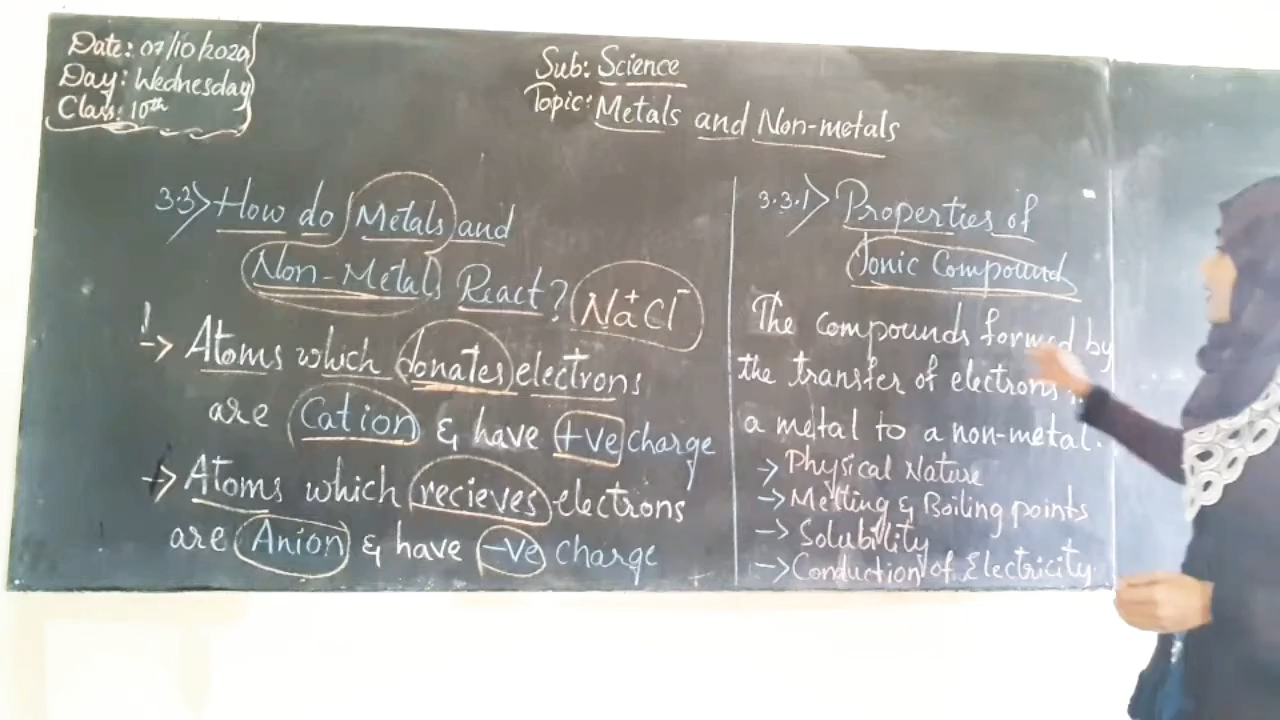 Date: 07/10/2020
Day: Wednesday
Class: 10th
Sub: Science
Topic: Metals and Non-metals
3.3> How do Metals and
Non-Metals React? Na+Cl-
-> Atoms which donates electrons
are Cation & have +ve charge
-> Atoms which recieves electrons
are Anion & have -ve charge
3.3.1> Properties of
Ionic Compound
The compounds formed by
the transfer of electrons
a metal to a non-metal.
-> Physical Nature
-> Melting & Boiling points
-> Solubility
-> Conduction of Electricity.